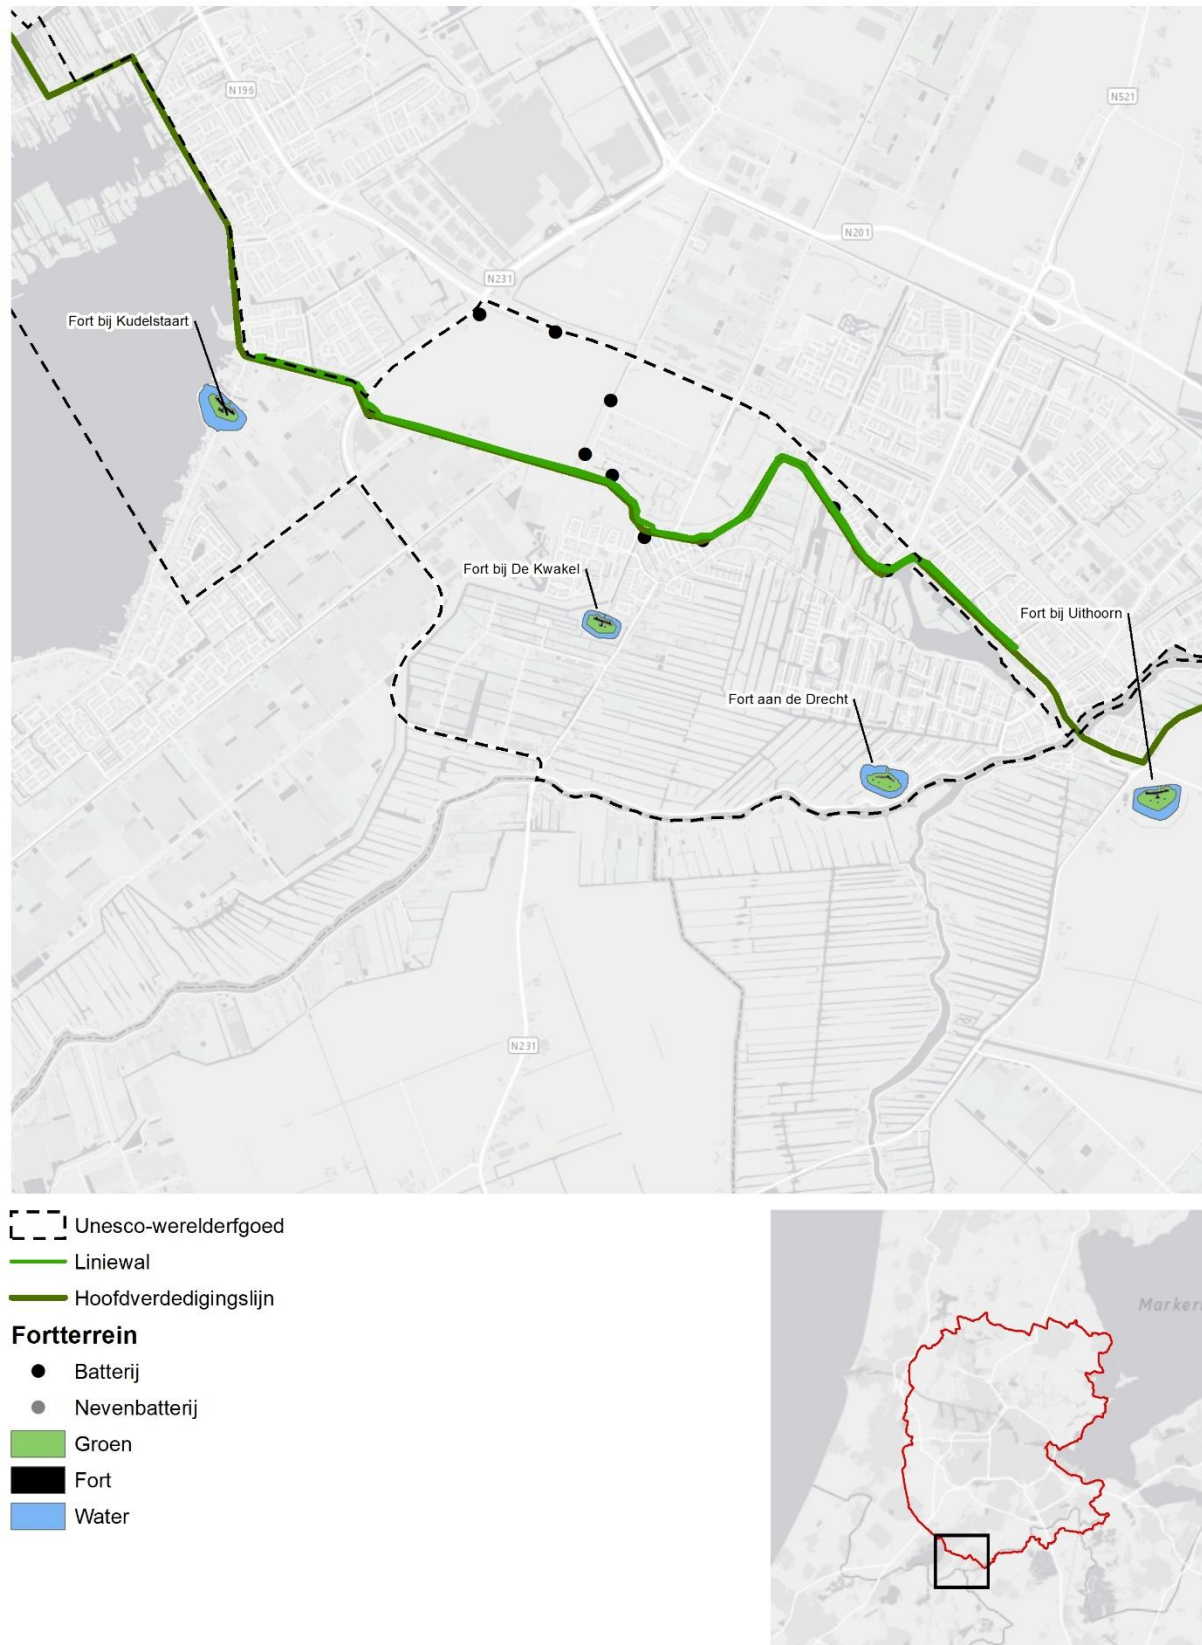 N196
N521
N201
N231
Fort bij Kudelstaart
Fort bij De Kwakel
Fort bij Uithoorn
Fort aan de Drecht
N231
Unesco-werelderfgoed
Liniewal
Hoofdverdedigingslijn
Fortterrein
Batterij
Nevenbatterij
Groen
Fort
Water
Marker